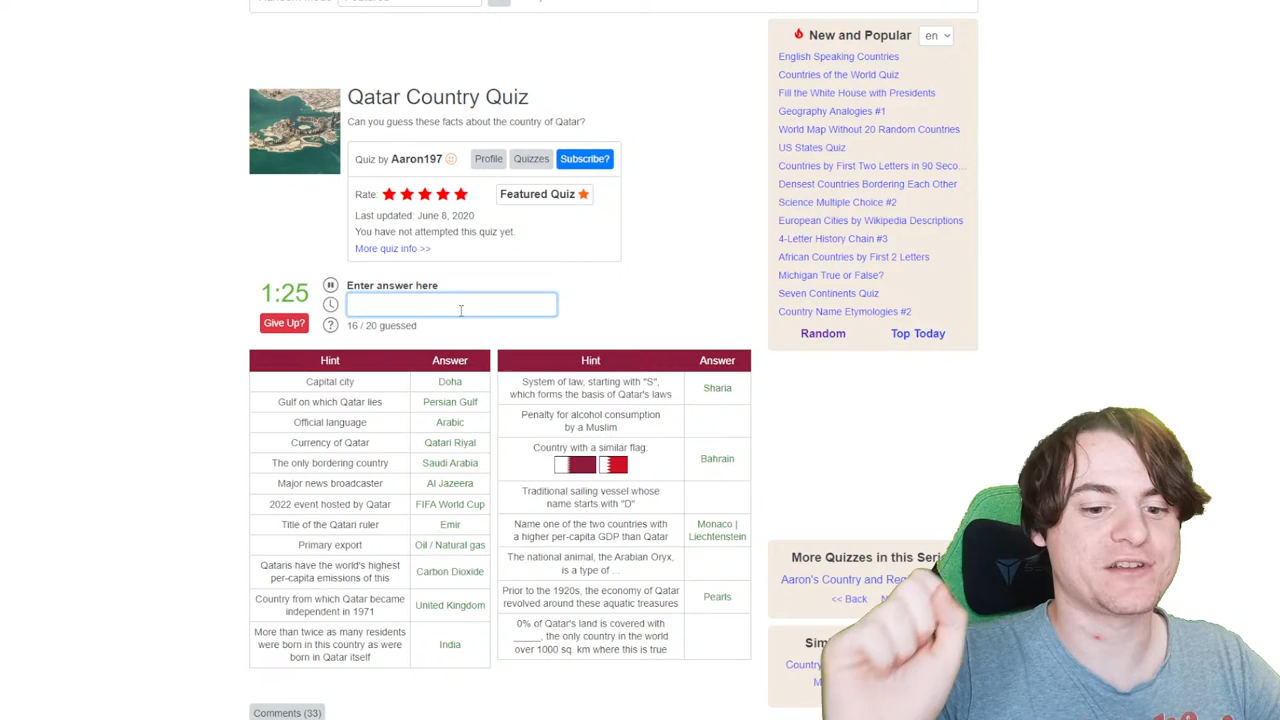 Qatar Country Quiz
Can you guess these facts about the country of Qatar?
Quiz by Aaron197
Profile
Quizzes
Subscribe?
Rate:
Featured Quiz
Last updated: June 8, 2020
You have not attempted this quiz yet.
More quiz info >>
1:25
Give Up?
Enter answer here
16 / 20 guessed
Hint Answer
Capital city Doha
Gulf on which Qatar lies Persian Gulf
Official language Arabic
Currency of Qatar Qatari Riyal
The only bordering country Saudi Arabia
Major news broadcaster Al Jazeera
2022 event hosted by Qatar FIFA World Cup
Title of the Qatari ruler Emir
Primary export Oil / Natural gas
Qataris have the world's highest
per-capita emissions of this
Carbon Dioxide
Country from which Qatar became
independent in 1971
United Kingdom
More than twice as many residents
were born in this country as were
born in Qatar itself
India
Hint Answer
System of law, starting with "S",
which forms the basis of Qatar's laws
Sharia
Penalty for alcohol consumption
by a Muslim
Country with a similar flag:
Bahrain
Traditional sailing vessel whose
name starts with "D"
Name one of the two countries with
a higher per-capita GDP than Qatar
Monaco |
Liechtenstein
The national animal, the Arabian Oryx,
is a type of ...
Prior to the 1920s, the economy of Qatar
revolved around these aquatic treasures
Pearls
0% of Qatar's land is covered with
_____, the only country in the world
over 1000 sq. km where this is true
Comments (33)
New and Popular
en
English Speaking Countries
Countries of the World Quiz
Fill the White House with Presidents
Geography Analogies #1
World Map Without 20 Random Countries
US States Quiz
Countries by First Two Letters in 90 Seco...
Densest Countries Bordering Each Other
Science Multiple Choice #2
European Cities by Wikipedia Descriptions
4-Letter History Chain #3
African Countries by First 2 Letters
Michigan True or False?
Seven Continents Quiz
Country Name Etymologies #2
Random
Top Today
More Quizzes in this Seri
Aaron's Country and Reg
<< Back